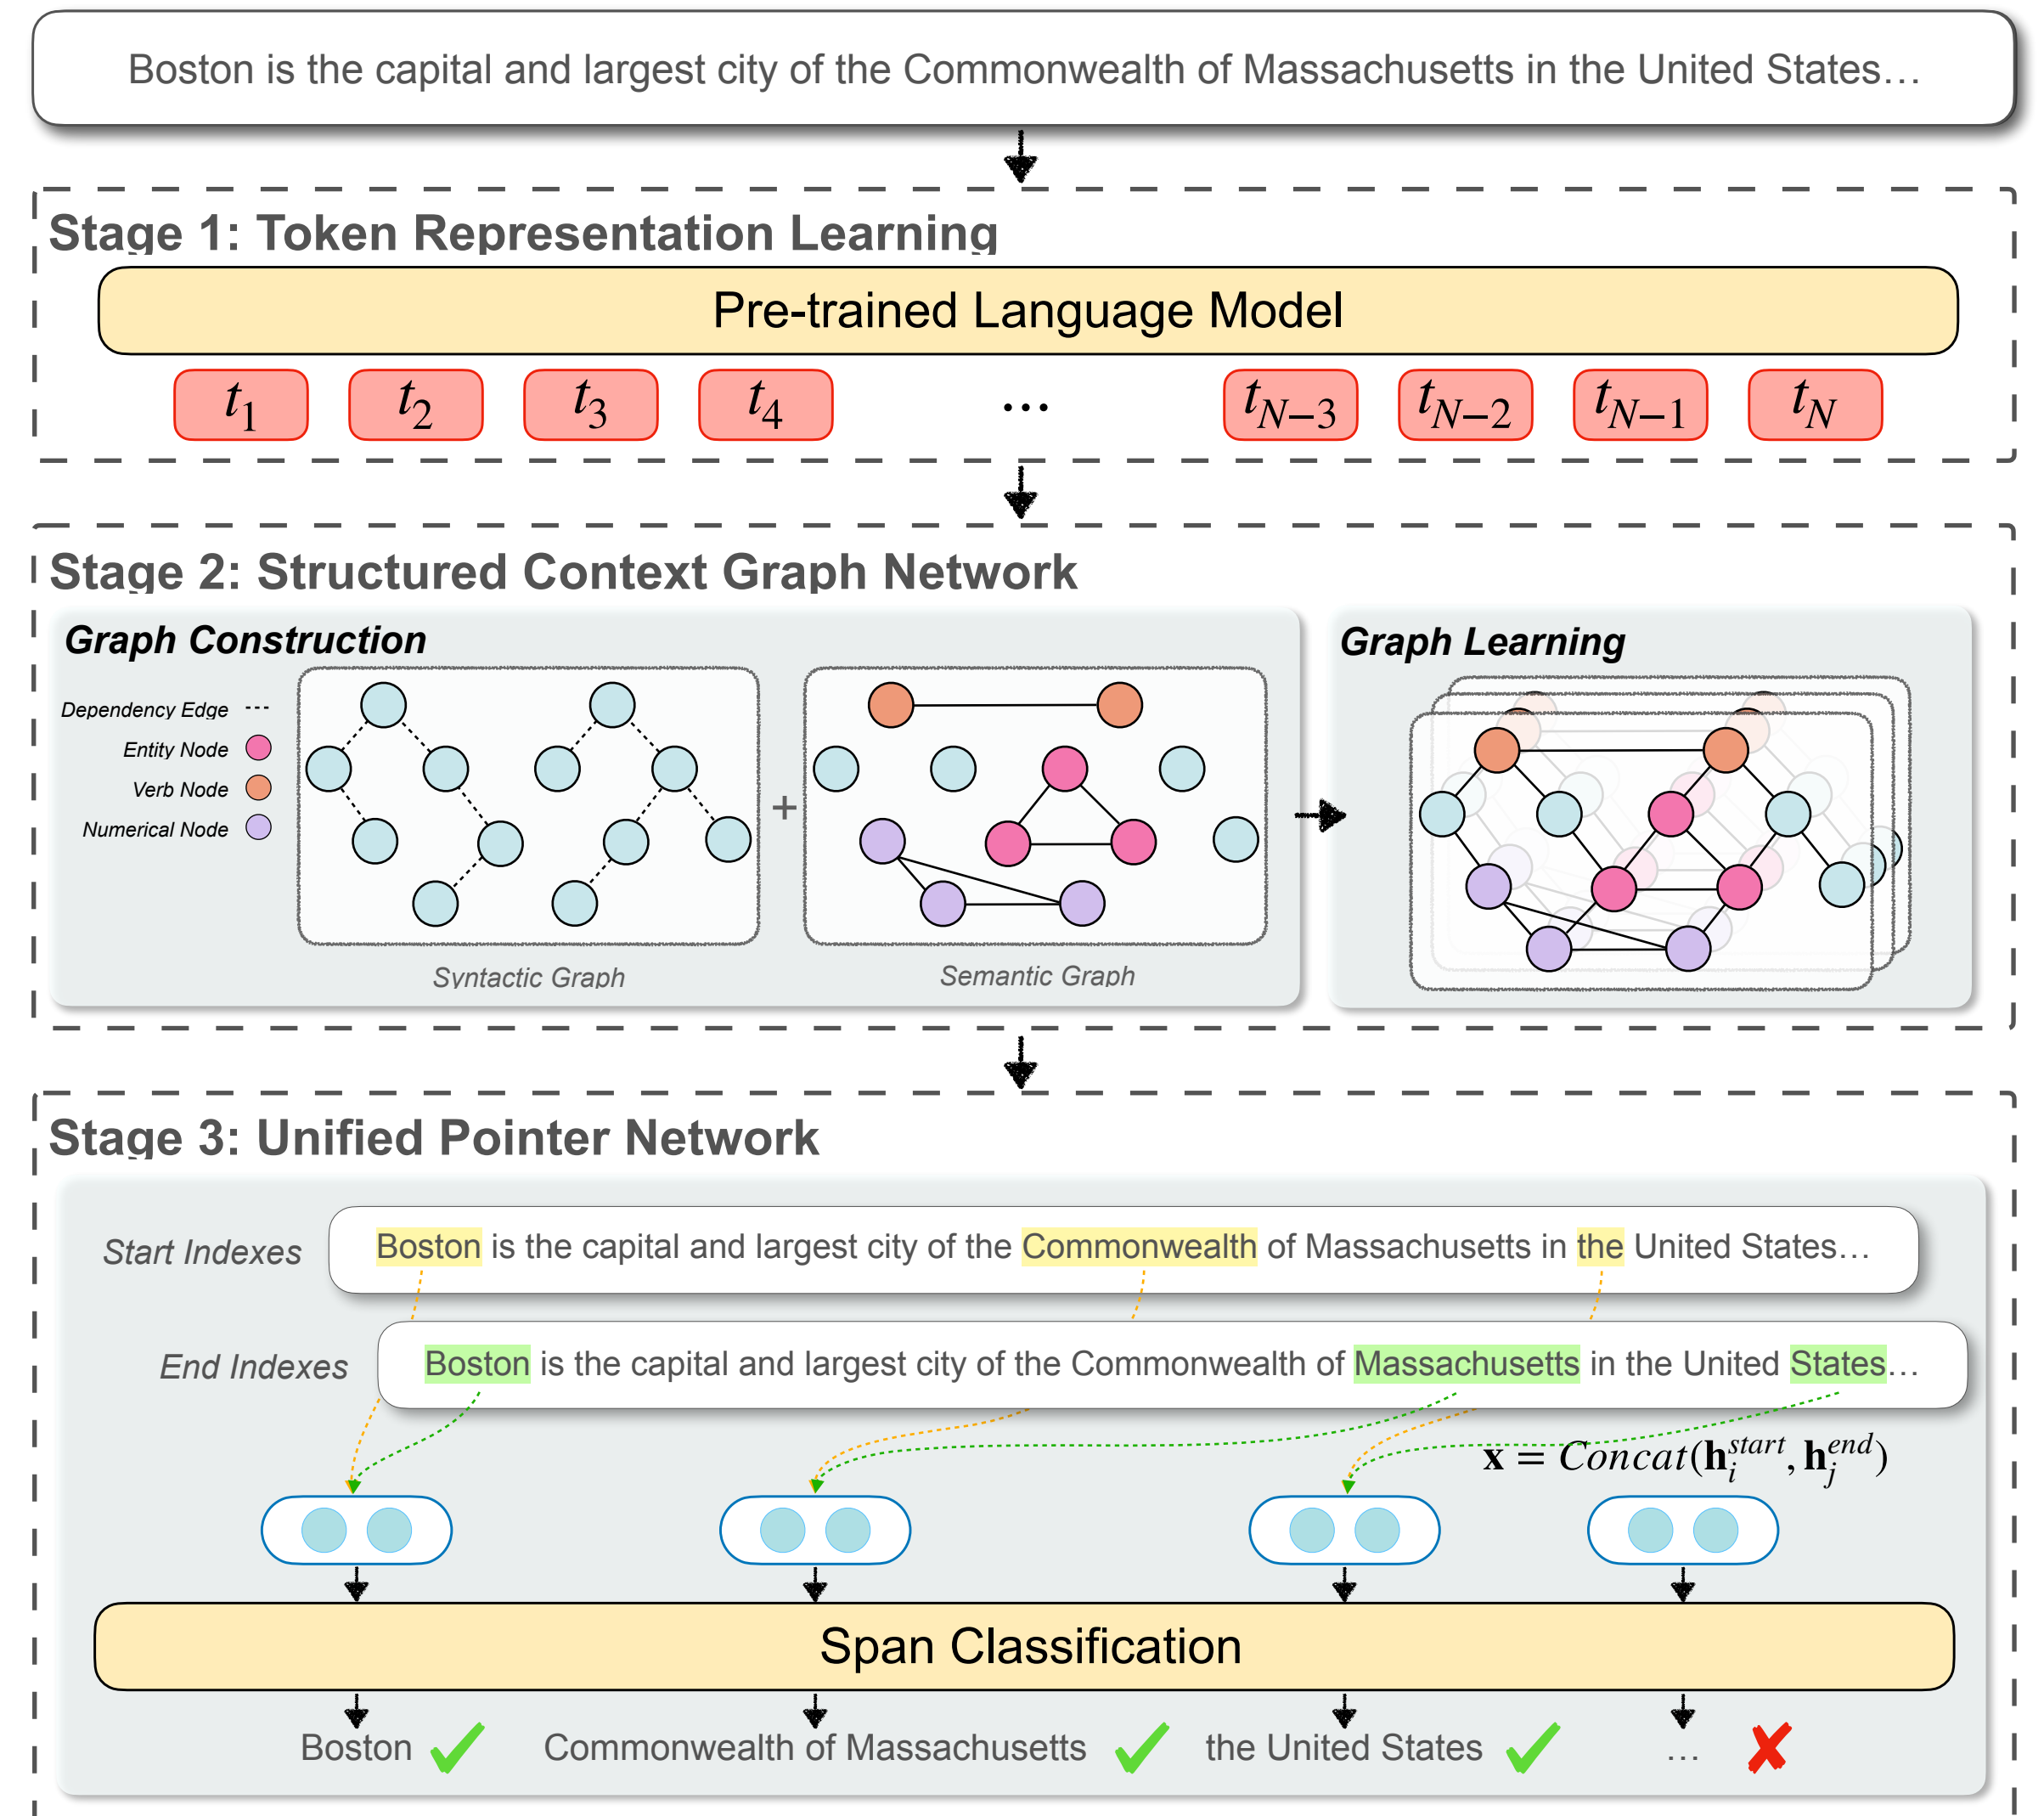 Boston is the capital and largest city of the Commonwealth of Massachusetts in the United States…
Stage 1: Token Representation Learning
Pre-trained Language Model
t1 t2 t3 t4 … tN−3 tN−2 tN−1 tN
Stage 2: Structured Context Graph Network
Graph Construction
Graph Learning
Dependency Edge
Entity Node
Verb Node
Numerical Node
+
Syntactic Graph
Semantic Graph
Stage 3: Unified Pointer Network
Start Indexes
Boston is the capital and largest city of the Commonwealth of Massachusetts in the United States…
End Indexes
Boston is the capital and largest city of the Commonwealth of Massachusetts in the United States…
x = Concat(h_i^start, h_j^end)
Span Classification
Boston
Commonwealth of Massachusetts
the United States
…